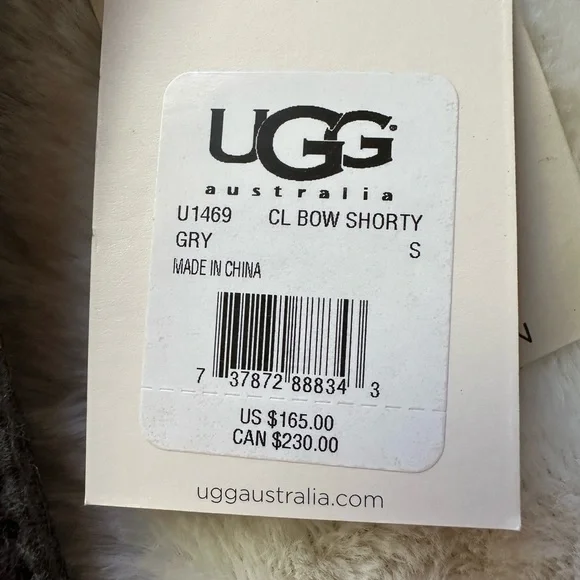 UGG®
australia
U1469 CL BOW SHORTY
GRY S
MADE IN CHINA
7 37872 88834 3
US $165.00
CAN $230.00
uggaustralia.com